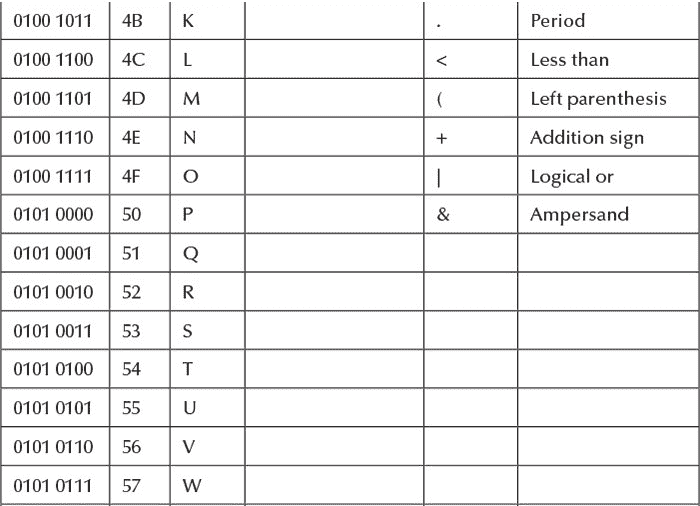 0100 1011 4B K . Period
0100 1100 4C L < Less than
0100 1101 4D M ( Left parenthesis
0100 1110 4E N + Addition sign
0100 1111 4F O | Logical or
0101 0000 50 P & Ampersand
0101 0001 51 Q
0101 0010 52 R
0101 0011 53 S
0101 0100 54 T
0101 0101 55 U
0101 0110 56 V
0101 0111 57 W